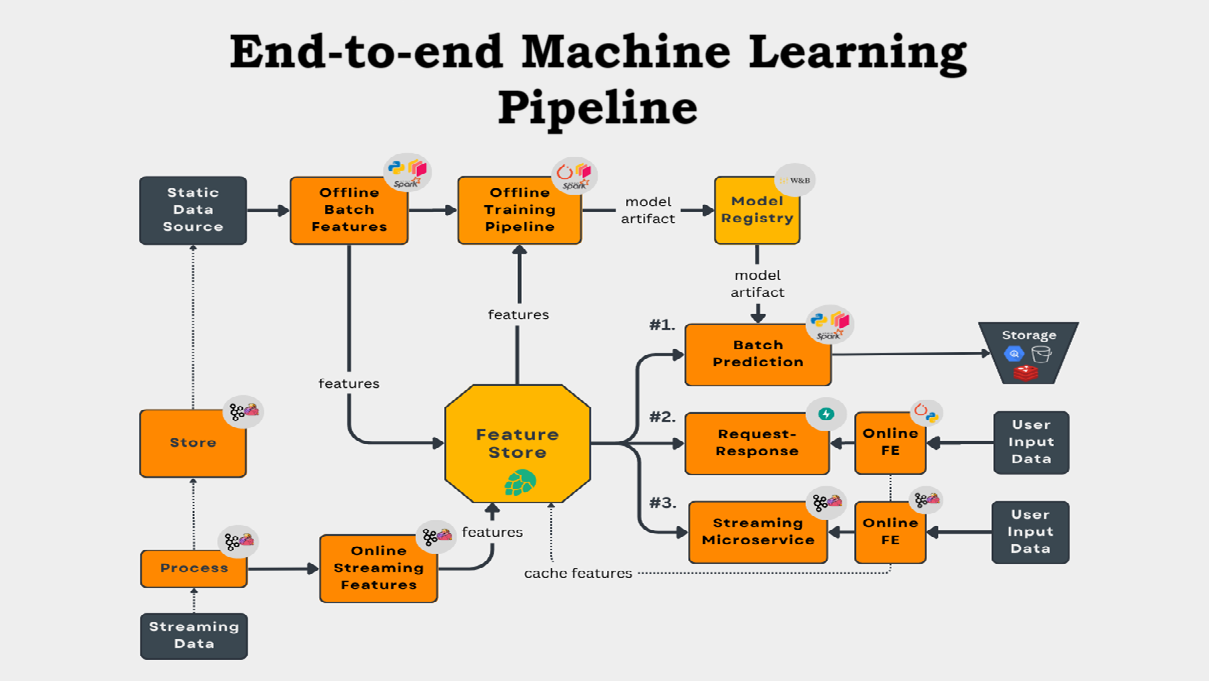 End-to-end Machine Learning
Pipeline
Static
Data
Source
Offline
Batch
Features
Spark
Offline
Training
Pipeline
Spark
model
artifact
Model
Registry
W&B
model
artifact
features
features
#1.
Batch
Prediction
Spark
Storage
Store
Feature
Store
#2.
Request-
Response
Online
FE
User
Input
Data
#3.
Streaming
Microservice
Online
FE
User
Input
Data
features
Process
Online
Streaming
Features
cache features
Streaming
Data